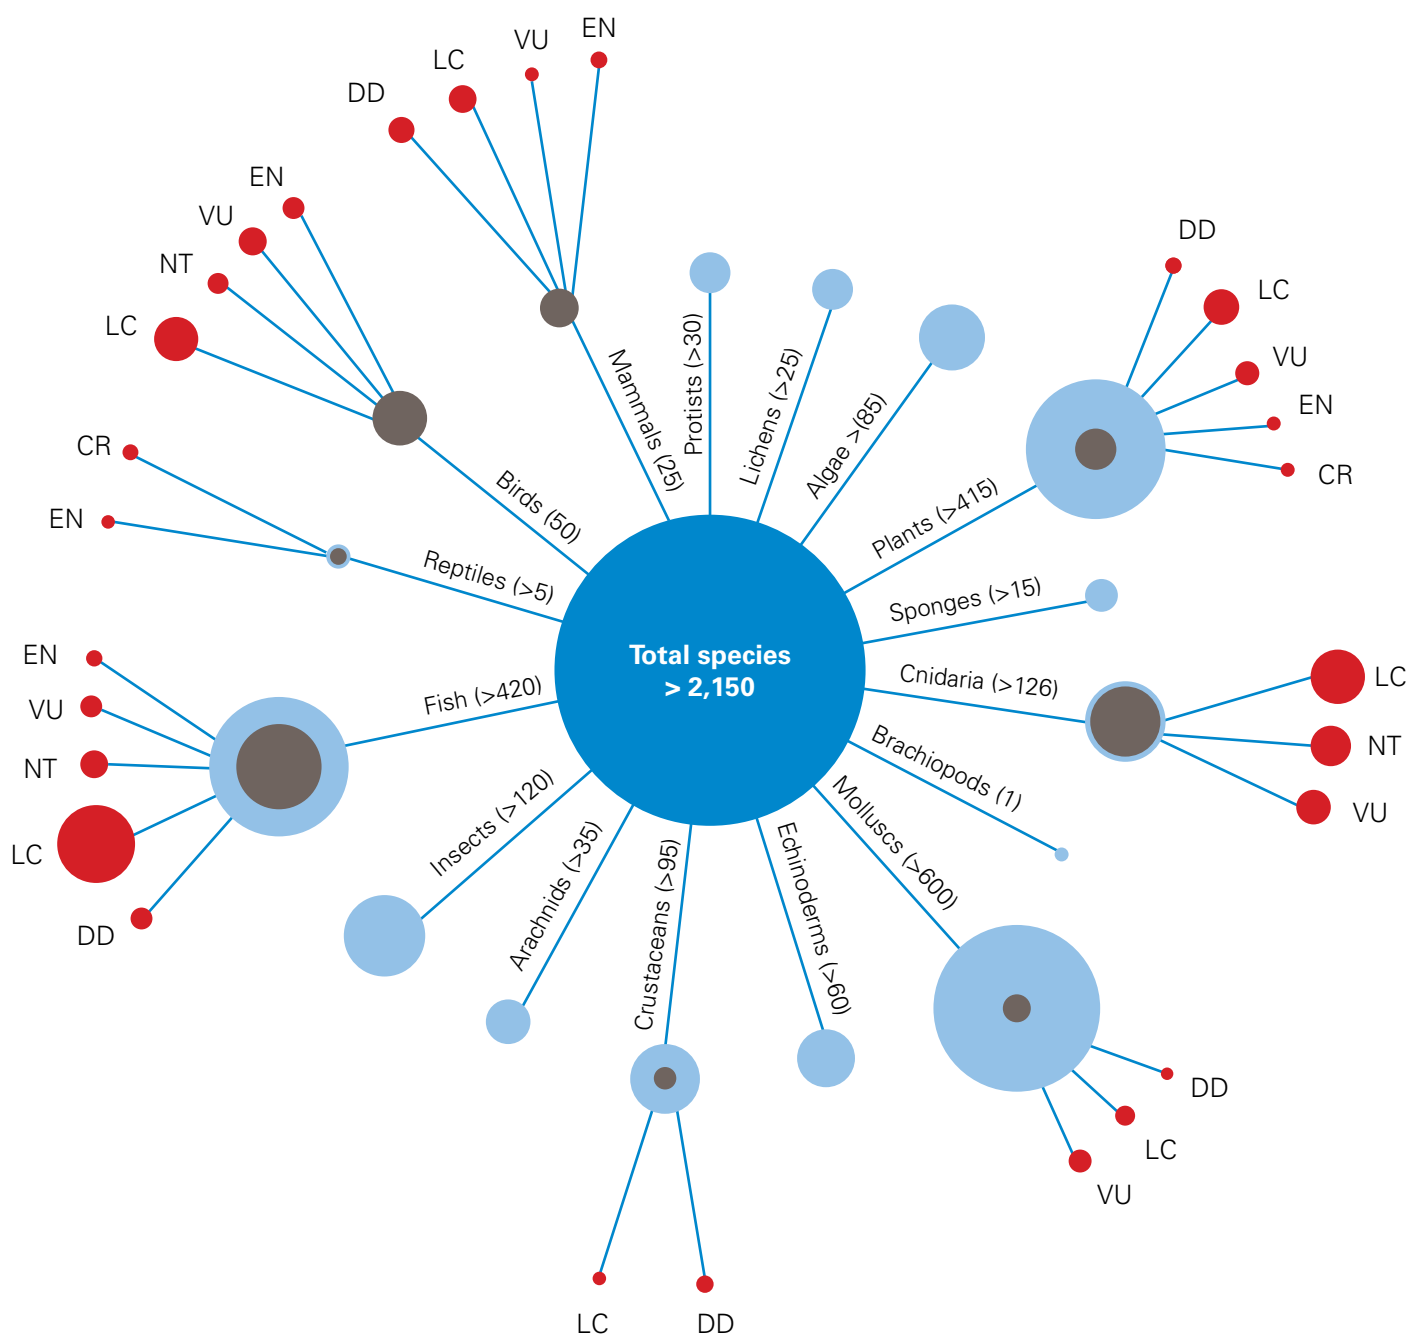 EN
VU
LC
DD
EN
VU
NT
LC
CR
EN
DD
LC
VU
EN
CR
Mammals (25)
Protists (>30)
Lichens (>25)
Algae >(85)
Plants (>415)
Birds (50)
Reptiles (>5)
Sponges (>15)
Total species
> 2,150
Cnidaria (>126)
LC
NT
VU
Fish (>420)
EN
VU
NT
LC
DD
Brachiopods (1)
Molluscs (>600)
Insects (>120)
Arachnids (>35)
Crustaceans (>95)
Echinoderms (>60)
DD
LC
VU
LC
DD